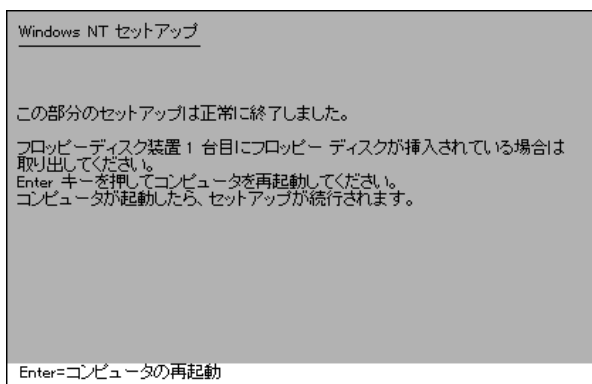 Windows NT セットアップ
この部分のセットアップは正常に終了しました。
フロッピーディスク装置 1 台目にフロッピー ディスクが挿入されている場合は
取り出してください。
Enter キーを押してコンピュータを再起動してください。
コンピュータが起動したら、セットアップが続行されます。
Enter=コンピュータの再起動